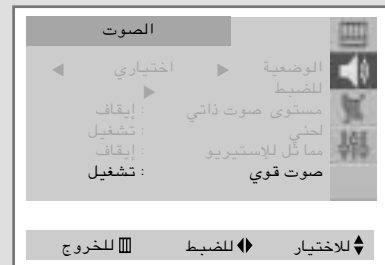 الصوت
الوضعية ◀ اختياري ▶
للضبط ◀
مستوى صوت ذاتي : إيقاف
لحني : تشغيل
مماثل للإستيريو : إيقاف
صوت قوي : تشغيل
للاختيار للضبط للخروج